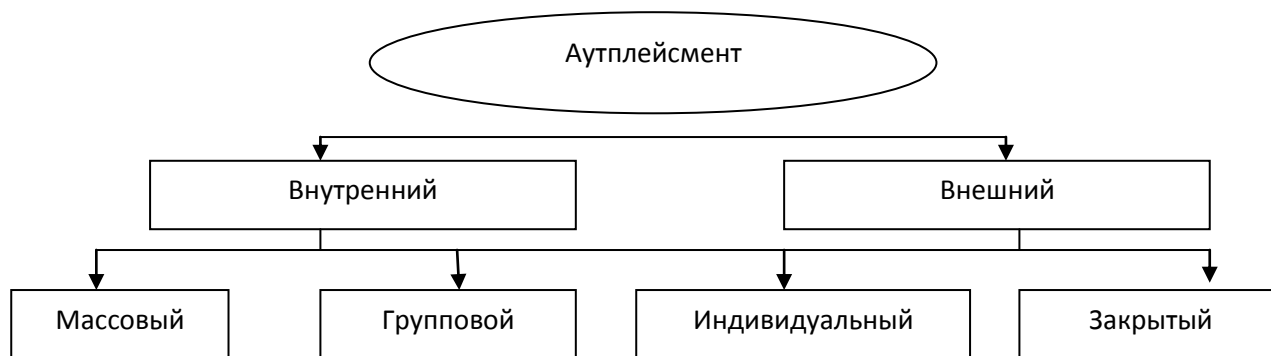 Аутплейсмент
Внутренний
Внешний
Массовый
Групповой
Индивидуальный
Закрытый